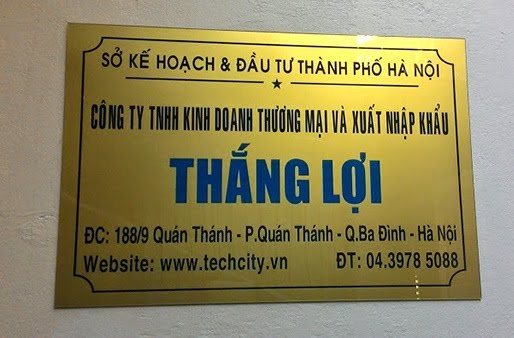 SỞ KẾ HOẠCH & ĐẦU TƯ THÀNH PHỐ HÀ NỘI
CÔNG TY TNHH KINH DOANH THƯƠNG MẠI VÀ XUẤT NHẬP KHẨU
THẮNG LỢI
ĐC: 188/9 Quán Thánh - P.Quán Thánh - Q.Ba Đình - Hà Nội
Website: www.techcity.vn ĐT: 04.3978 5088